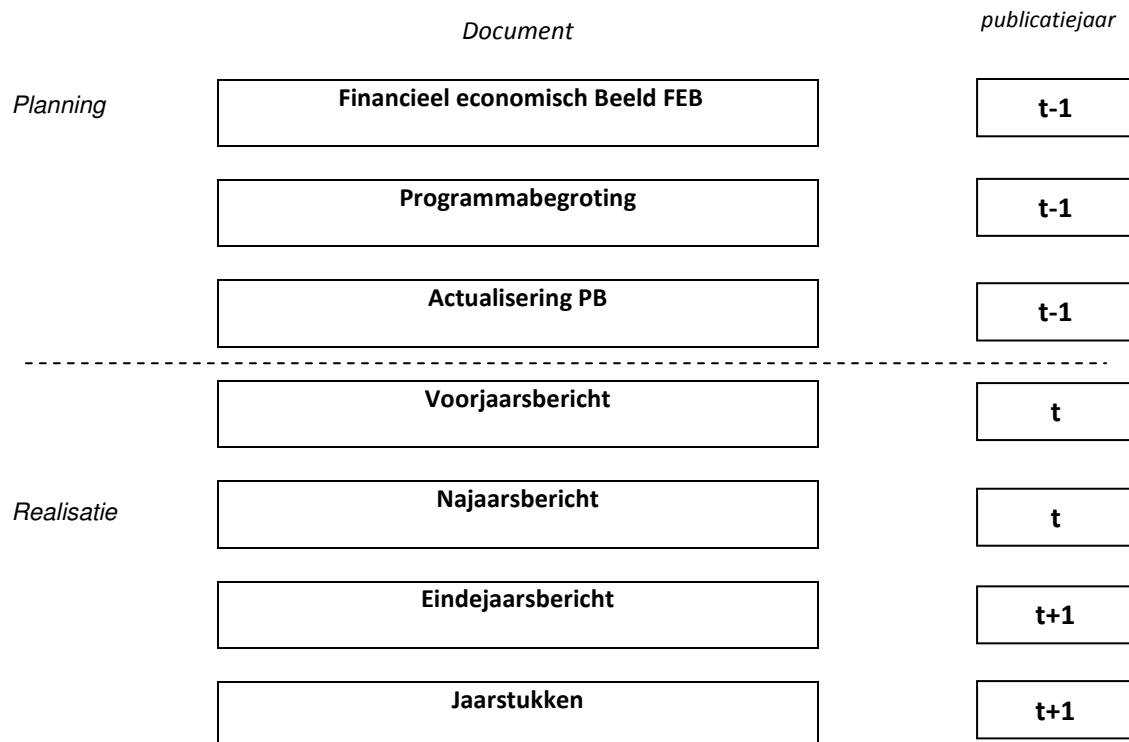 Document
publicatiejaar
Planning
Financieel economisch Beeld FEB
t-1
Programmabegroting
t-1
Actualisering PB
t-1
Voorjaarsbericht
t
Realisatie
Najaarsbericht
t
Eindejaarsbericht
t+1
Jaarstukken
t+1